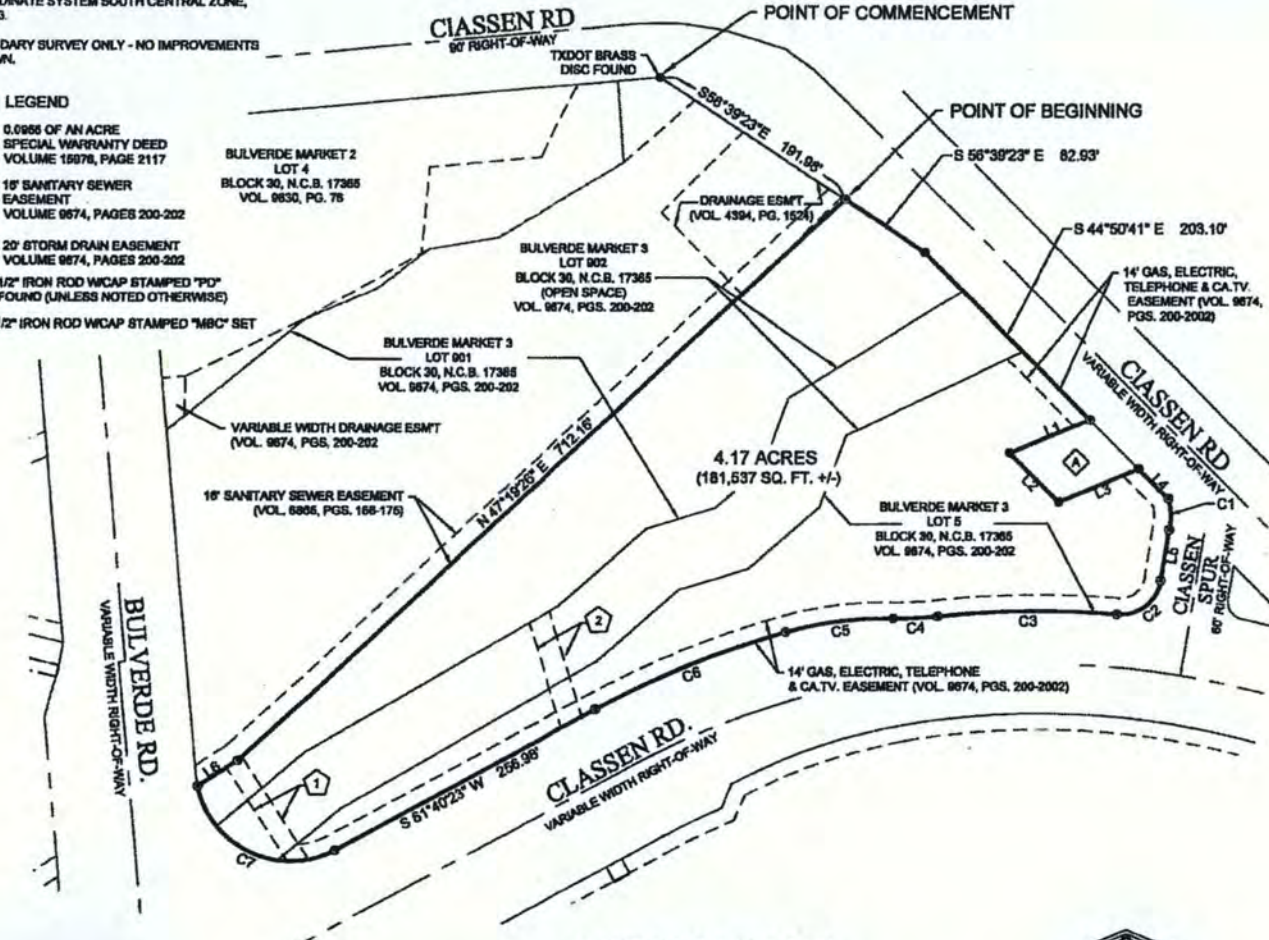 DINATE SYSTEM SOUTH CENTRAL ZONE,
DARY SURVEY ONLY - NO IMPROVEMENTS
LEGEND
0.0956 OF AN ACRE
SPECIAL WARRANTY DEED
VOLUME 15976, PAGE 2117
16' SANITARY SEWER
EASEMENT
VOLUME 9674, PAGES 200-202
20' STORM DRAIN EASEMENT
VOLUME 9674, PAGES 200-202
1/2" IRON ROD W/CAP STAMPED "PD"
FOUND (UNLESS NOTED OTHERWISE)
1/2" IRON ROD W/CAP STAMPED "MBC" SET
ClASSEN RD
90' RIGHT-OF-WAY
TXDOT BRASS
DISC FOUND
POINT OF COMMENCEMENT
S56°39'23"E 191.98'
POINT OF BEGINNING
S 56°39'23" E 82.93'
BULVERDE MARKET 2
LOT 4
BLOCK 30, N.C.B. 17365
VOL. 9630, PG. 76
DRAINAGE ESM'T
(VOL. 4394, PG. 1524)
S 44°50'41" E 203.10'
14' GAS, ELECTRIC,
TELEPHONE & CA.TV.
EASEMENT (VOL. 9674,
PGS. 200-2002)
BULVERDE MARKET 3
LOT 902
BLOCK 30, N.C.B. 17365
(OPEN SPACE)
VOL. 9674, PGS. 200-202
BULVERDE MARKET 3
LOT 901
BLOCK 30, N.C.B. 17365
VOL. 9674, PGS. 200-202
ClASSEN RD
VARIABLE WIDTH RIGHT-OF-WAY
VARIABLE WIDTH DRAINAGE ESM'T
(VOL. 9674, PGS, 200-202
N 47°19'26" E 712.16'
4.17 ACRES
(181,537 SQ. FT. +/-)
L1
A
L2
L3
L4
C1
16' SANITARY SEWER EASEMENT
(VOL. 6865, PGS. 166-175)
BULVERDE MARKET 3
LOT 5
BLOCK 30, N.C.B. 17365
VOL. 9674, PGS. 200-202
L5
C2
ClASSEN
SPUR
60' RIGHT-OF-WAY
BULVERDE RD.
VARIABLE WIDTH RIGHT-OF-WAY
2
C5
C4
C3
C6
14' GAS, ELECTRIC, TELEPHONE
& CA.TV. EASEMENT (VOL. 9674, PGS. 200-2002)
L6
1
S 61°40'23" W 256.98'
CLASSEN RD.
VARIABLE WIDTH RIGHT-OF-WAY
C7